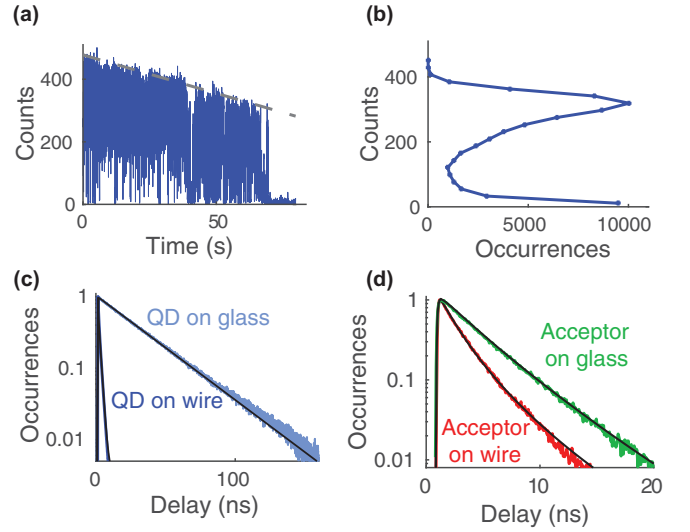 (a)
Counts
400
200
0
0
50
Time (s)
(b)
Counts
400
200
0
0
5000
10000
Occurrences
(c)
Occurrences
1
0.1
0.01
QD on glass
QD on wire
0
100
Delay (ns)
(d)
Occurrences
1
0.1
0.01
Acceptor
on glass
Acceptor
on wire
0
10
20
Delay (ns)